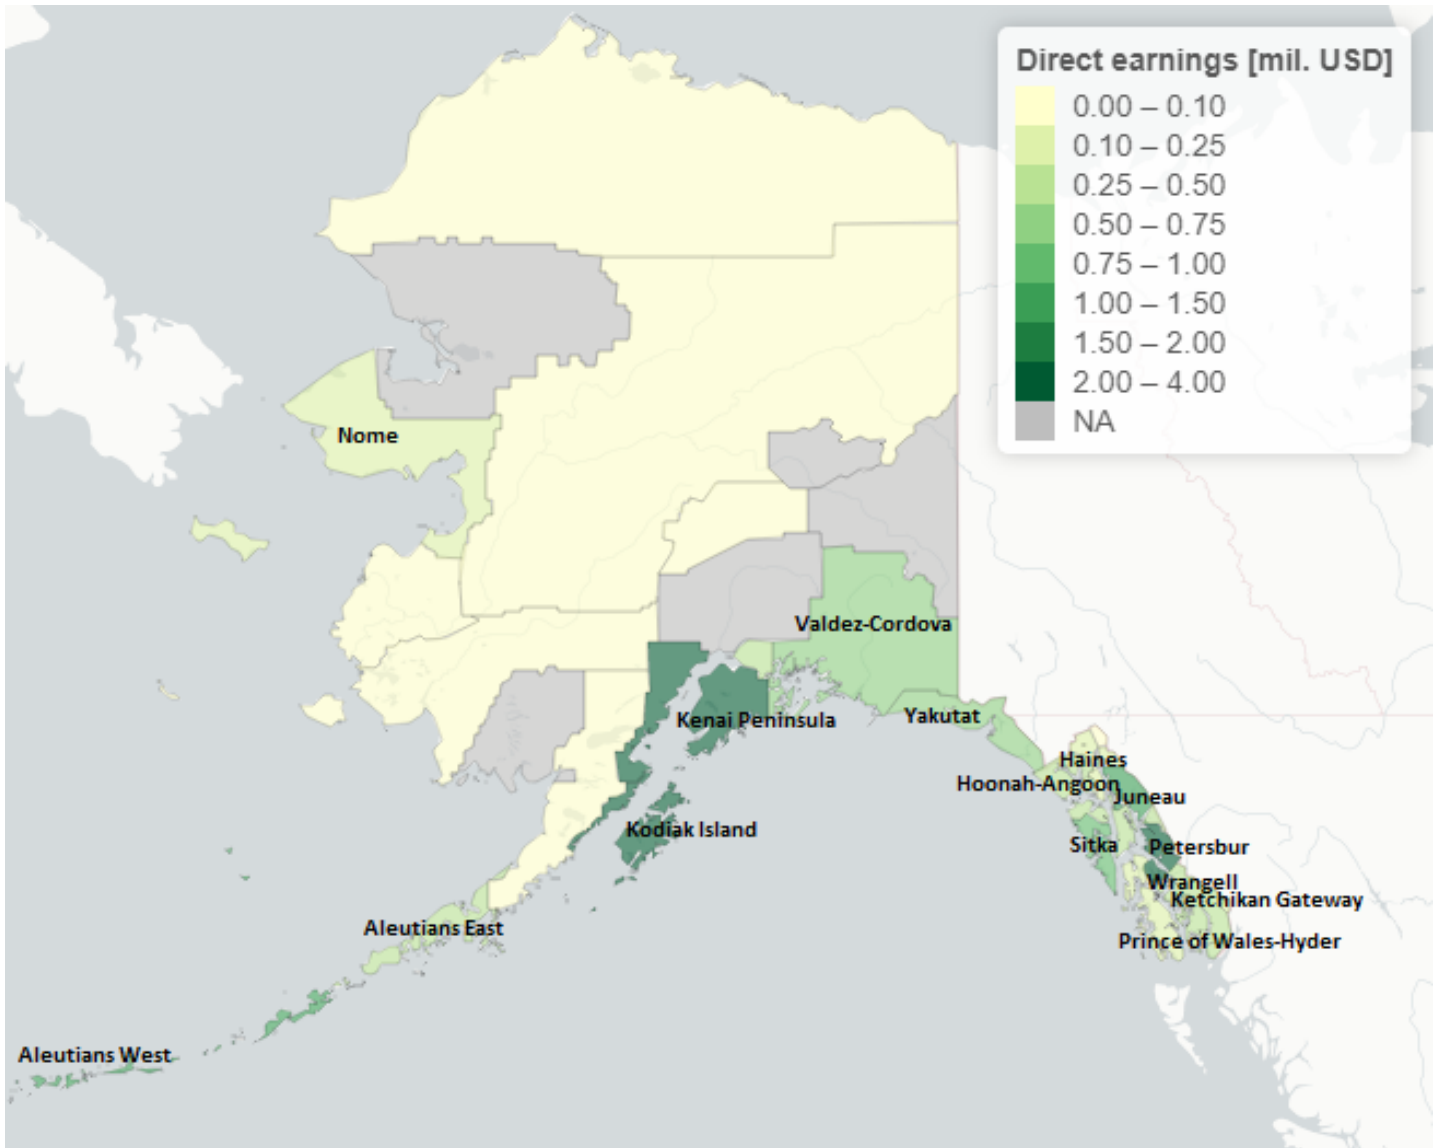 Direct earnings [mil. USD]
0.00 – 0.10
0.10 – 0.25
0.25 – 0.50
0.50 – 0.75
0.75 – 1.00
1.00 – 1.50
1.50 – 2.00
2.00 – 4.00
NA
Nome
Valdez-Cordova
Kenai Peninsula
Yakutat
Haines
Hoonah-Angoon
Juneau
Kodiak Island
Sitka
Petersbur
Wrangell
Ketchikan Gateway
Aleutians East
Prince of Wales-Hyder
Aleutians West